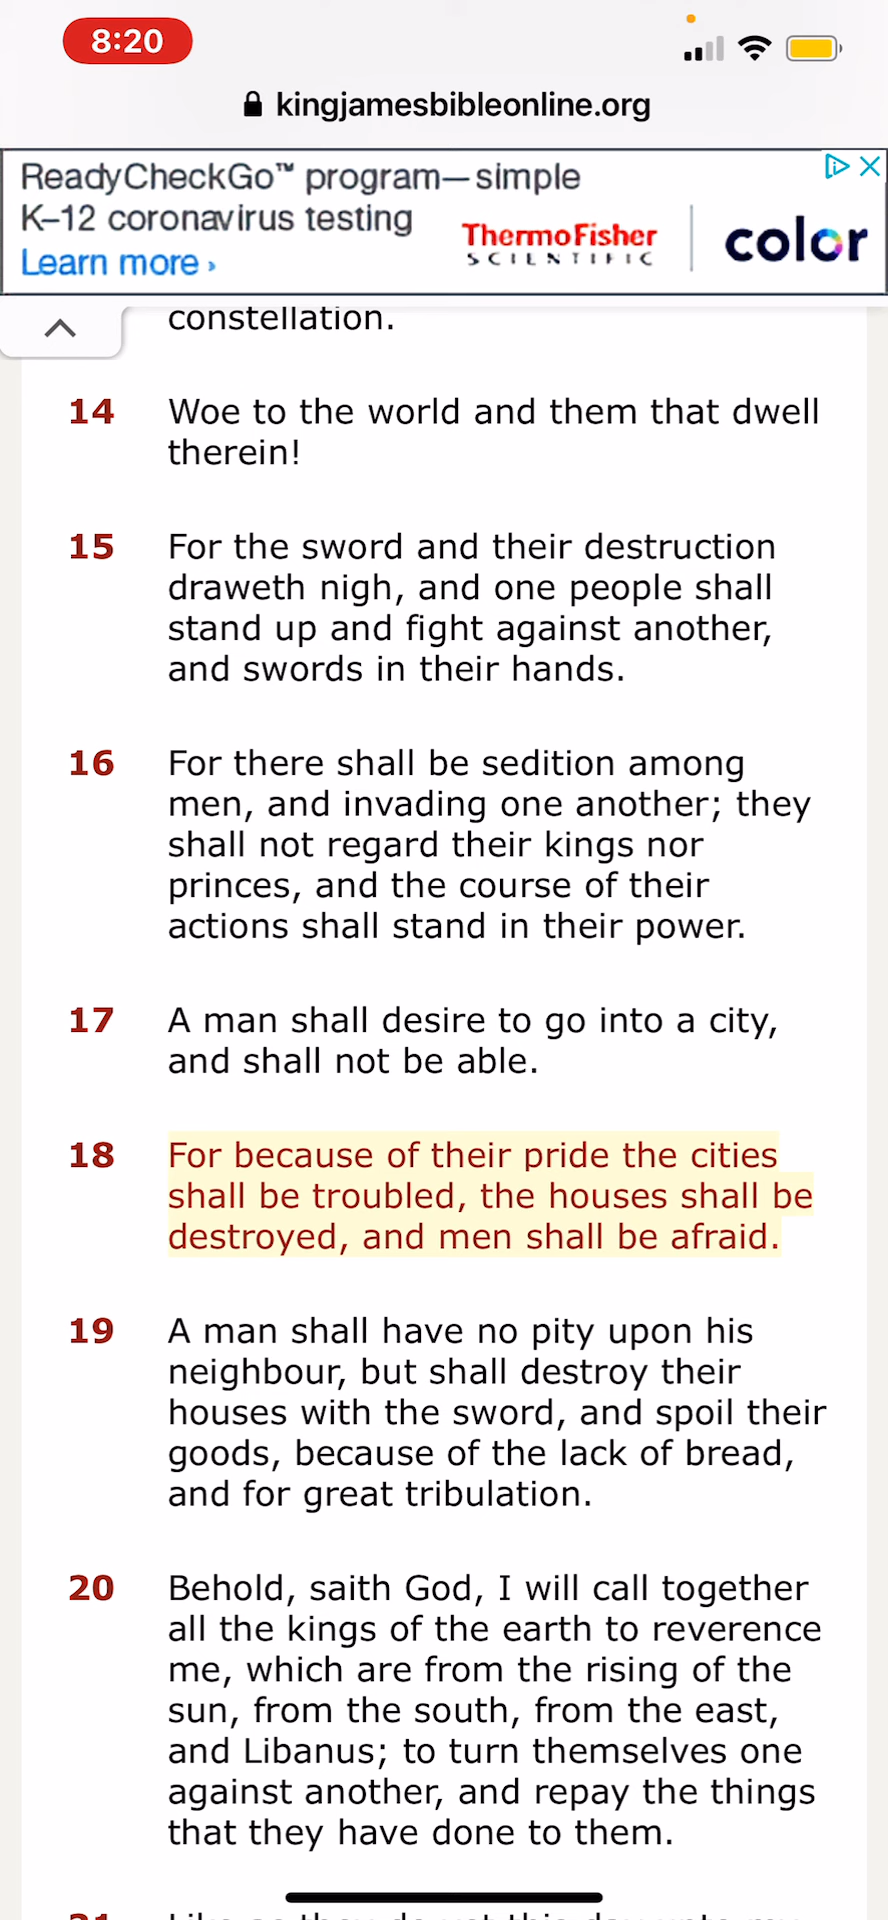 8:20
kingjamesbibleonline.org
ReadyCheckGo™ program—simple
K–12 coronavirus testing
Learn more ›
ThermoFisher
SCIENTIFIC
color
constellation.
14 Woe to the world and them that dwell
therein!
15 For the sword and their destruction
draweth nigh, and one people shall
stand up and fight against another,
and swords in their hands.
16 For there shall be sedition among
men, and invading one another; they
shall not regard their kings nor
princes, and the course of their
actions shall stand in their power.
17 A man shall desire to go into a city,
and shall not be able.
18 For because of their pride the cities
shall be troubled, the houses shall be
destroyed, and men shall be afraid.
19 A man shall have no pity upon his
neighbour, but shall destroy their
houses with the sword, and spoil their
goods, because of the lack of bread,
and for great tribulation.
20 Behold, saith God, I will call together
all the kings of the earth to reverence
me, which are from the rising of the
sun, from the south, from the east,
and Libanus; to turn themselves one
against another, and repay the things
that they have done to them.